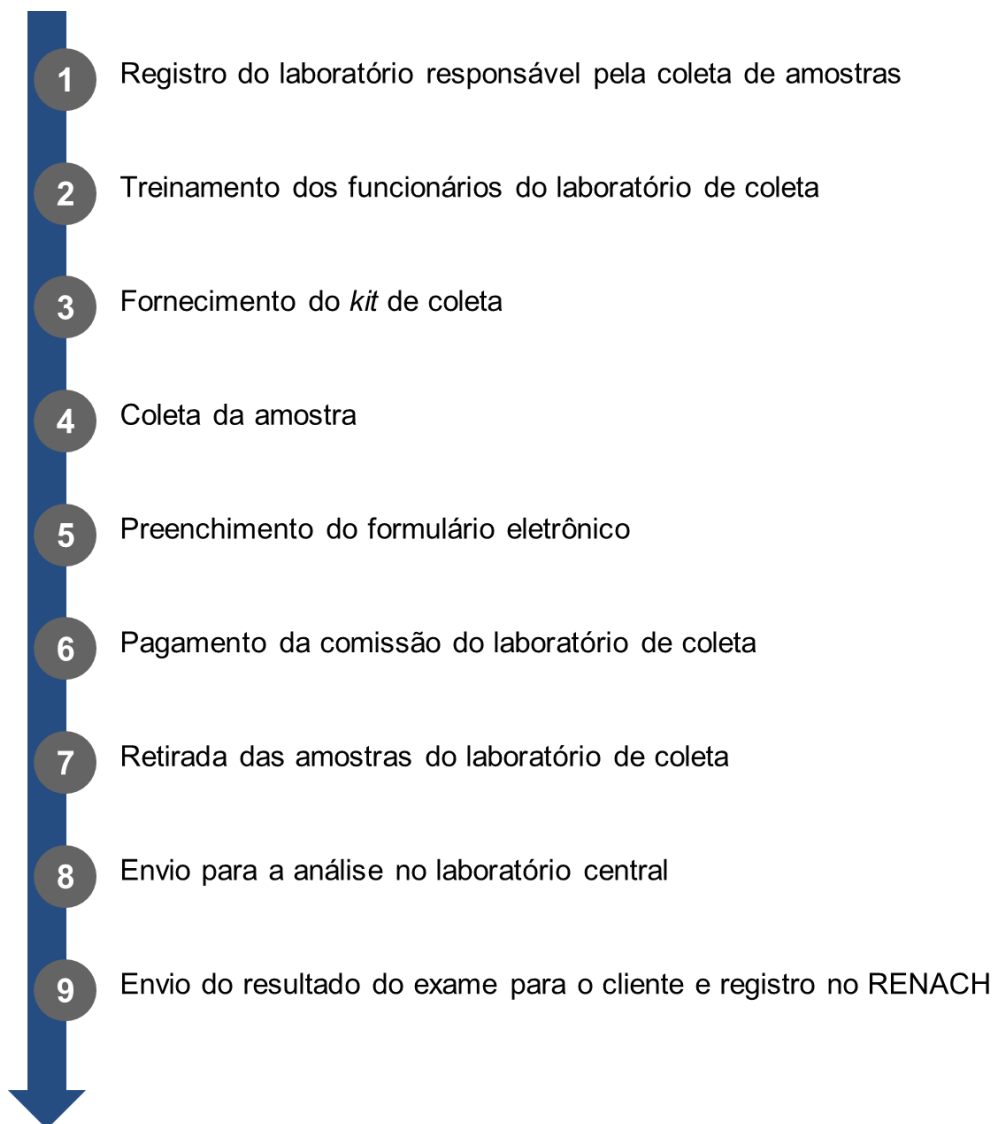 1 Registro do laboratório responsável pela coleta de amostras
2 Treinamento dos funcionários do laboratório de coleta
3 Fornecimento do kit de coleta
4 Coleta da amostra
5 Preenchimento do formulário eletrônico
6 Pagamento da comissão do laboratório de coleta
7 Retirada das amostras do laboratório de coleta
8 Envio para a análise no laboratório central
9 Envio do resultado do exame para o cliente e registro no RENACH